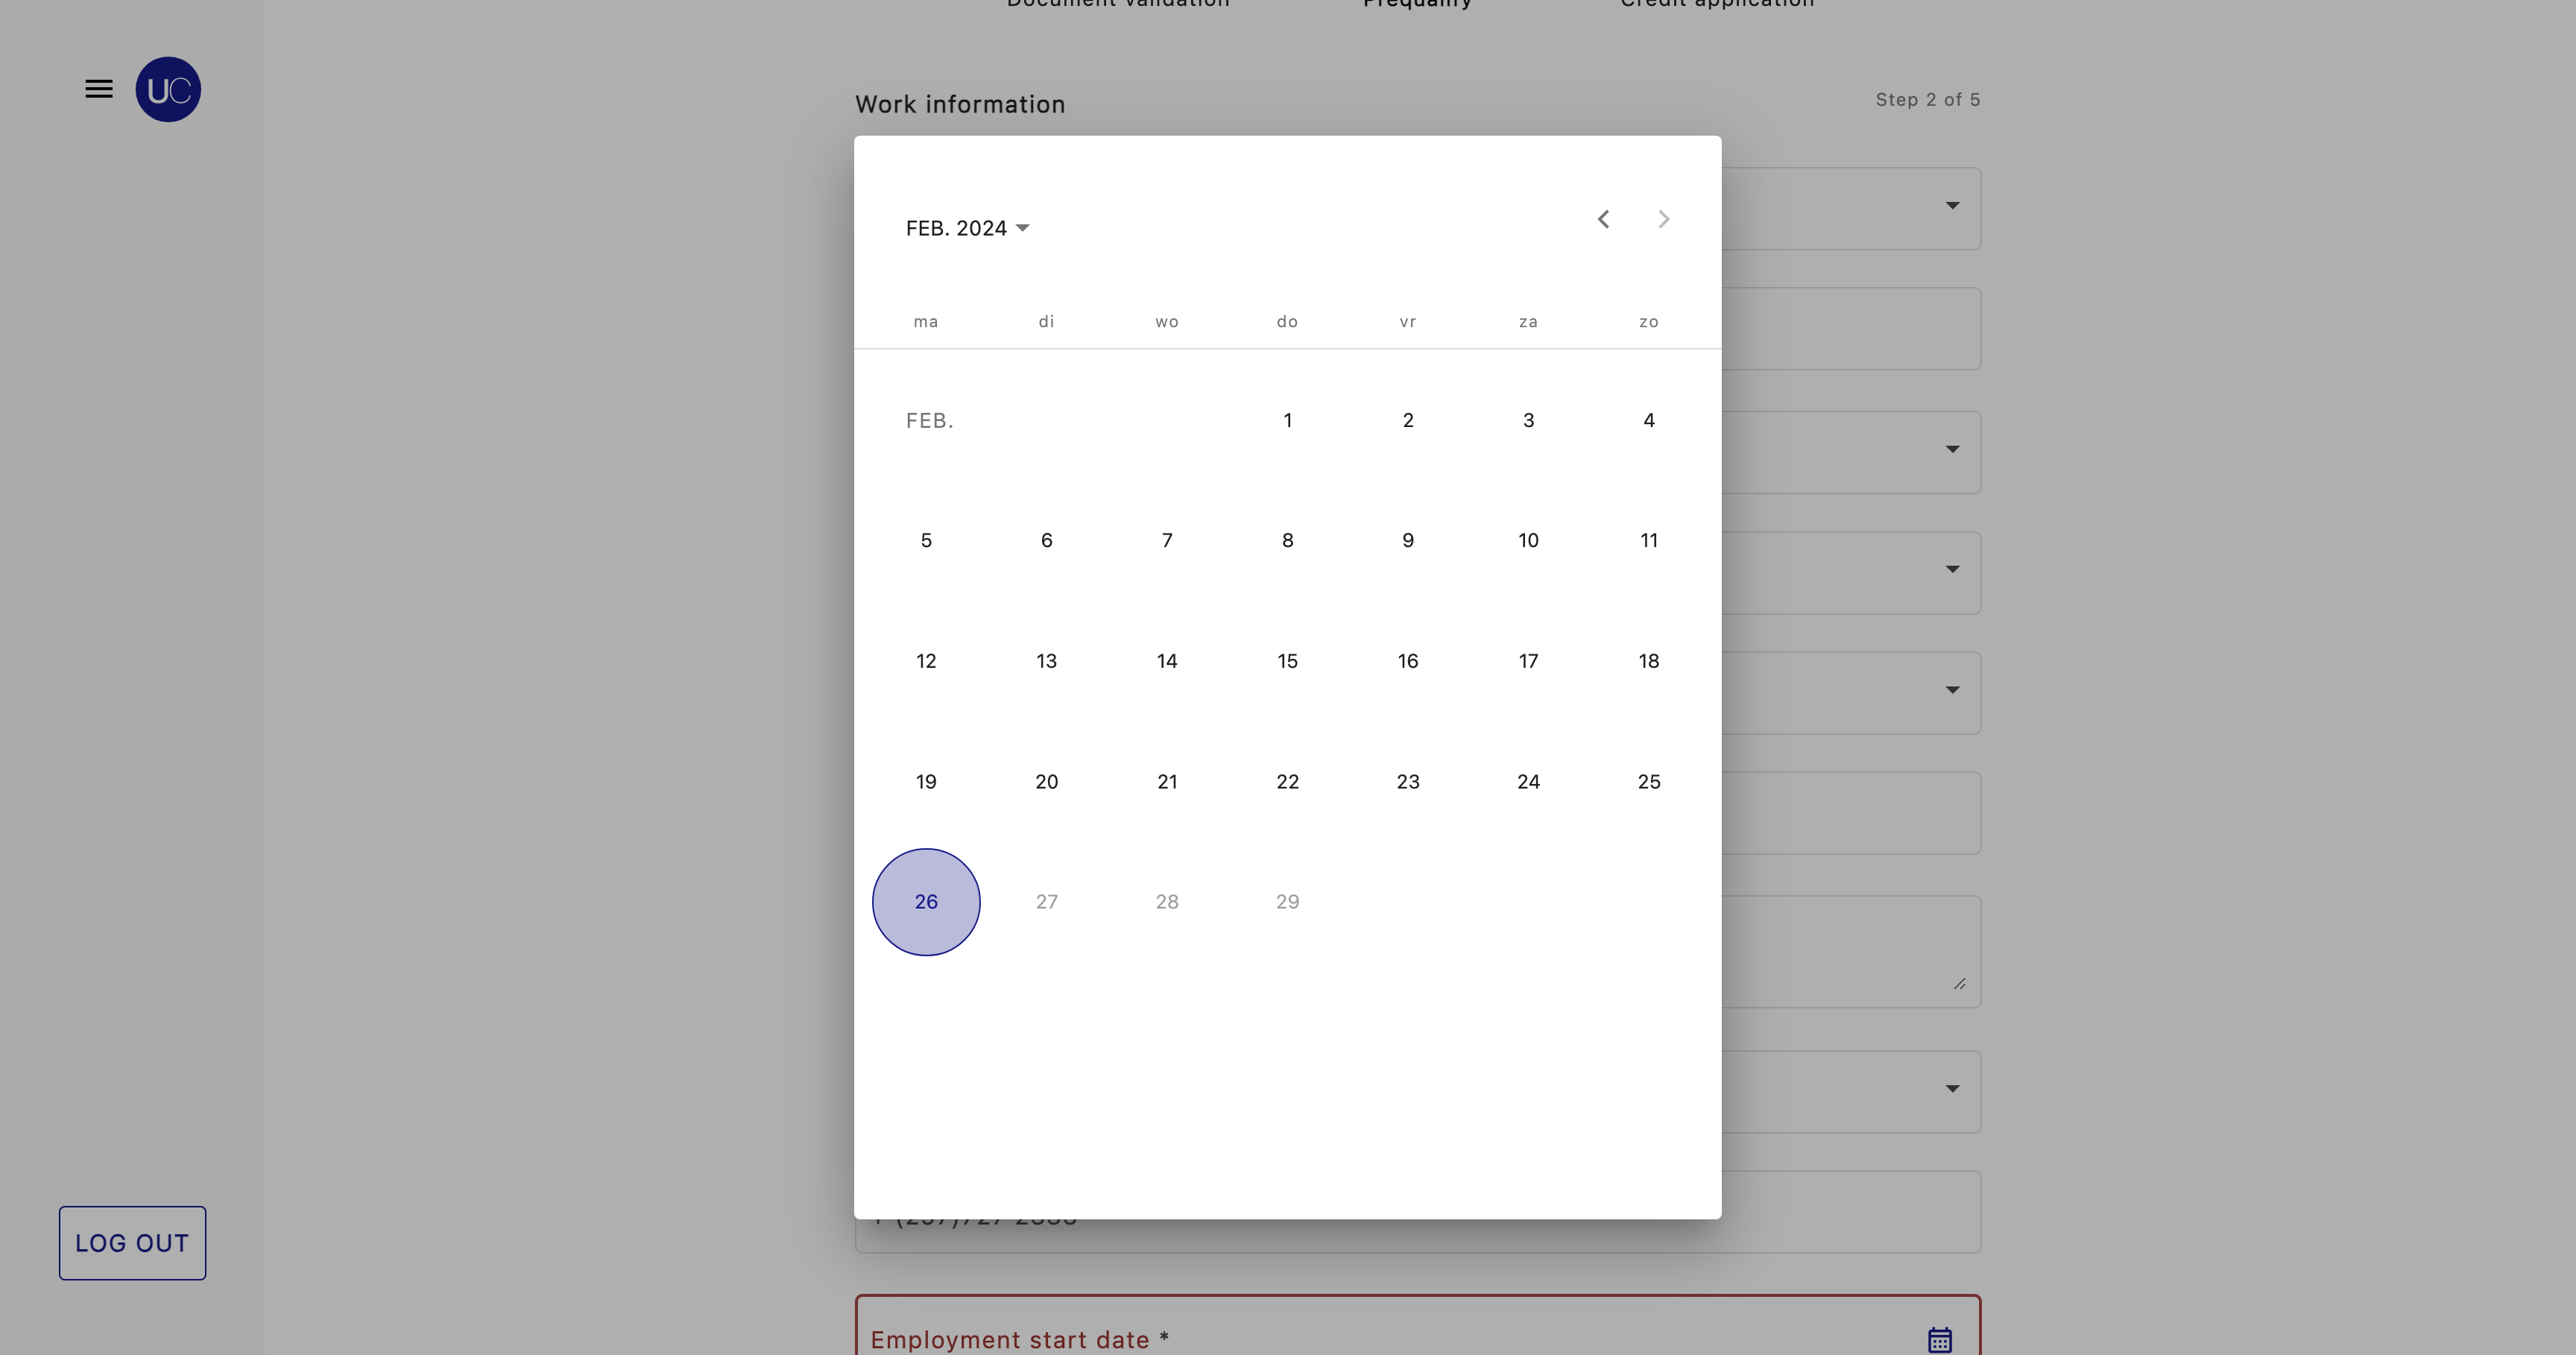 Document validation Prequalify Credit application
UC
Work information
Step 2 of 5
FEB. 2024
ma di wo do vr za zo
FEB. 1 2 3 4
5 6 7 8 9 10 11
12 13 14 15 16 17 18
19 20 21 22 23 24 25
26 27 28 29
LOG OUT
Employment start date *